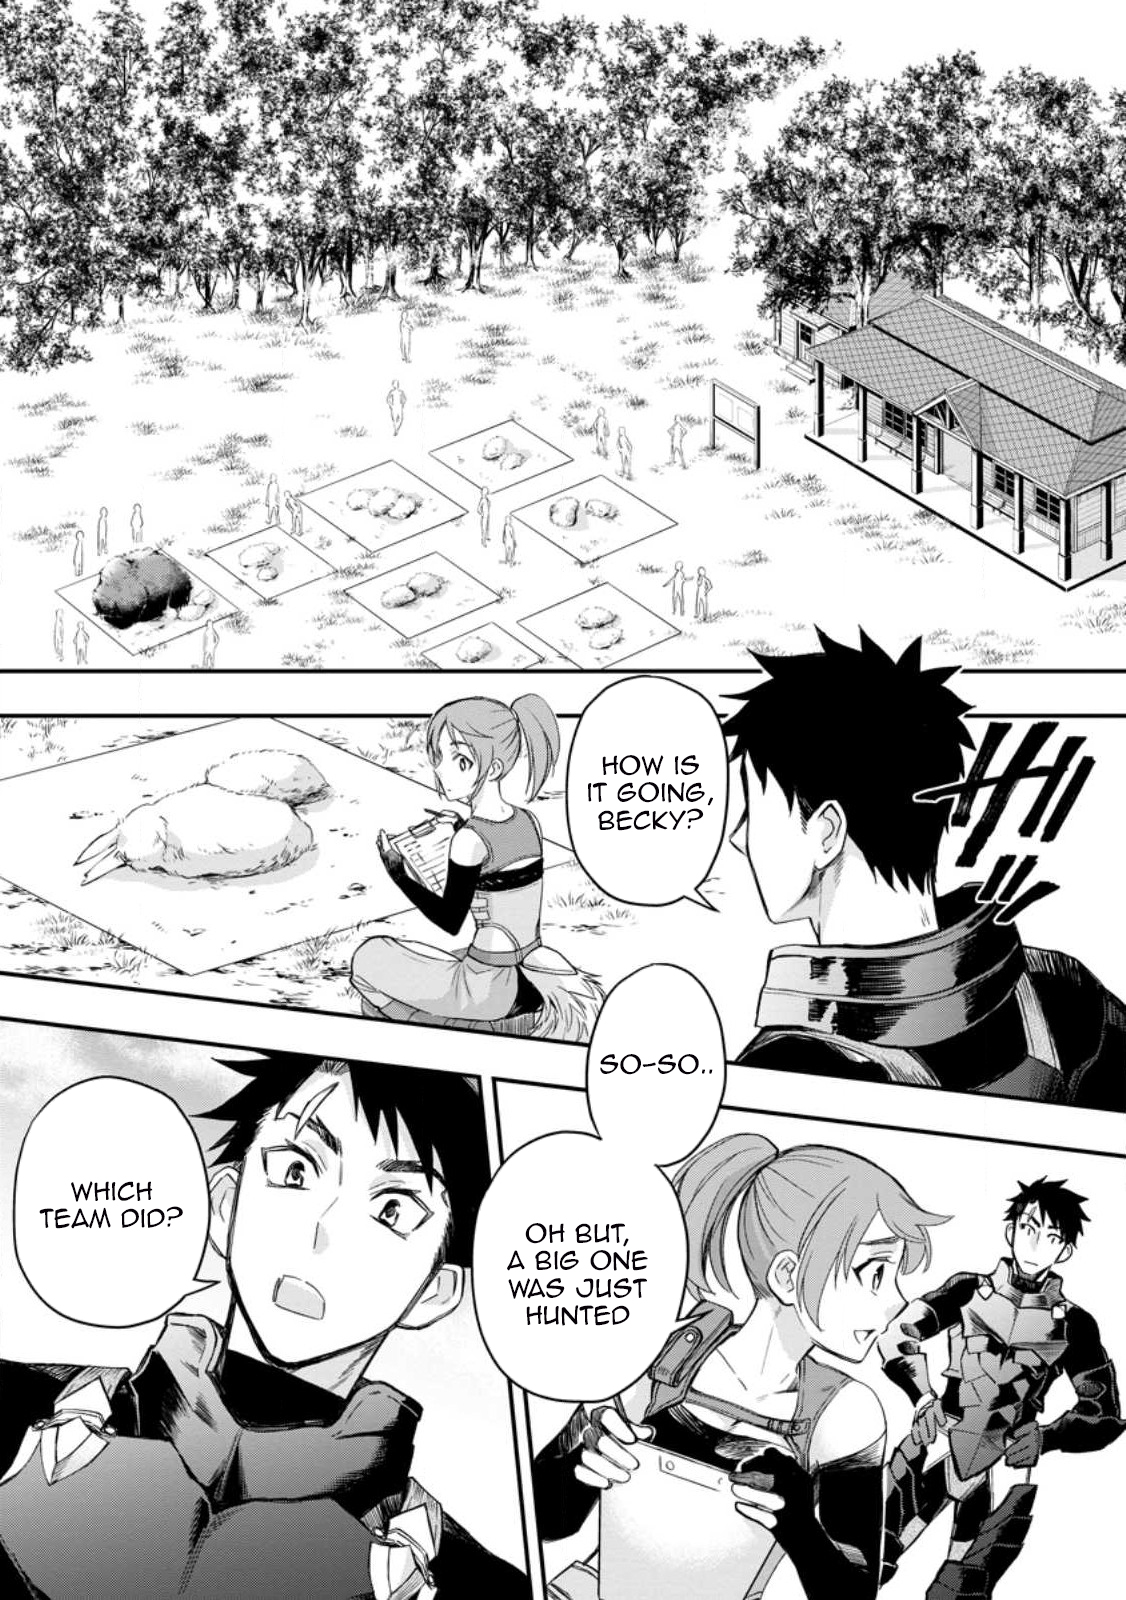 HOW IS
IT GOING,
BECKY?
SO-SO..
OH BUT,
A BIG ONE
WAS JUST
HUNTED
WHICH
TEAM DID?